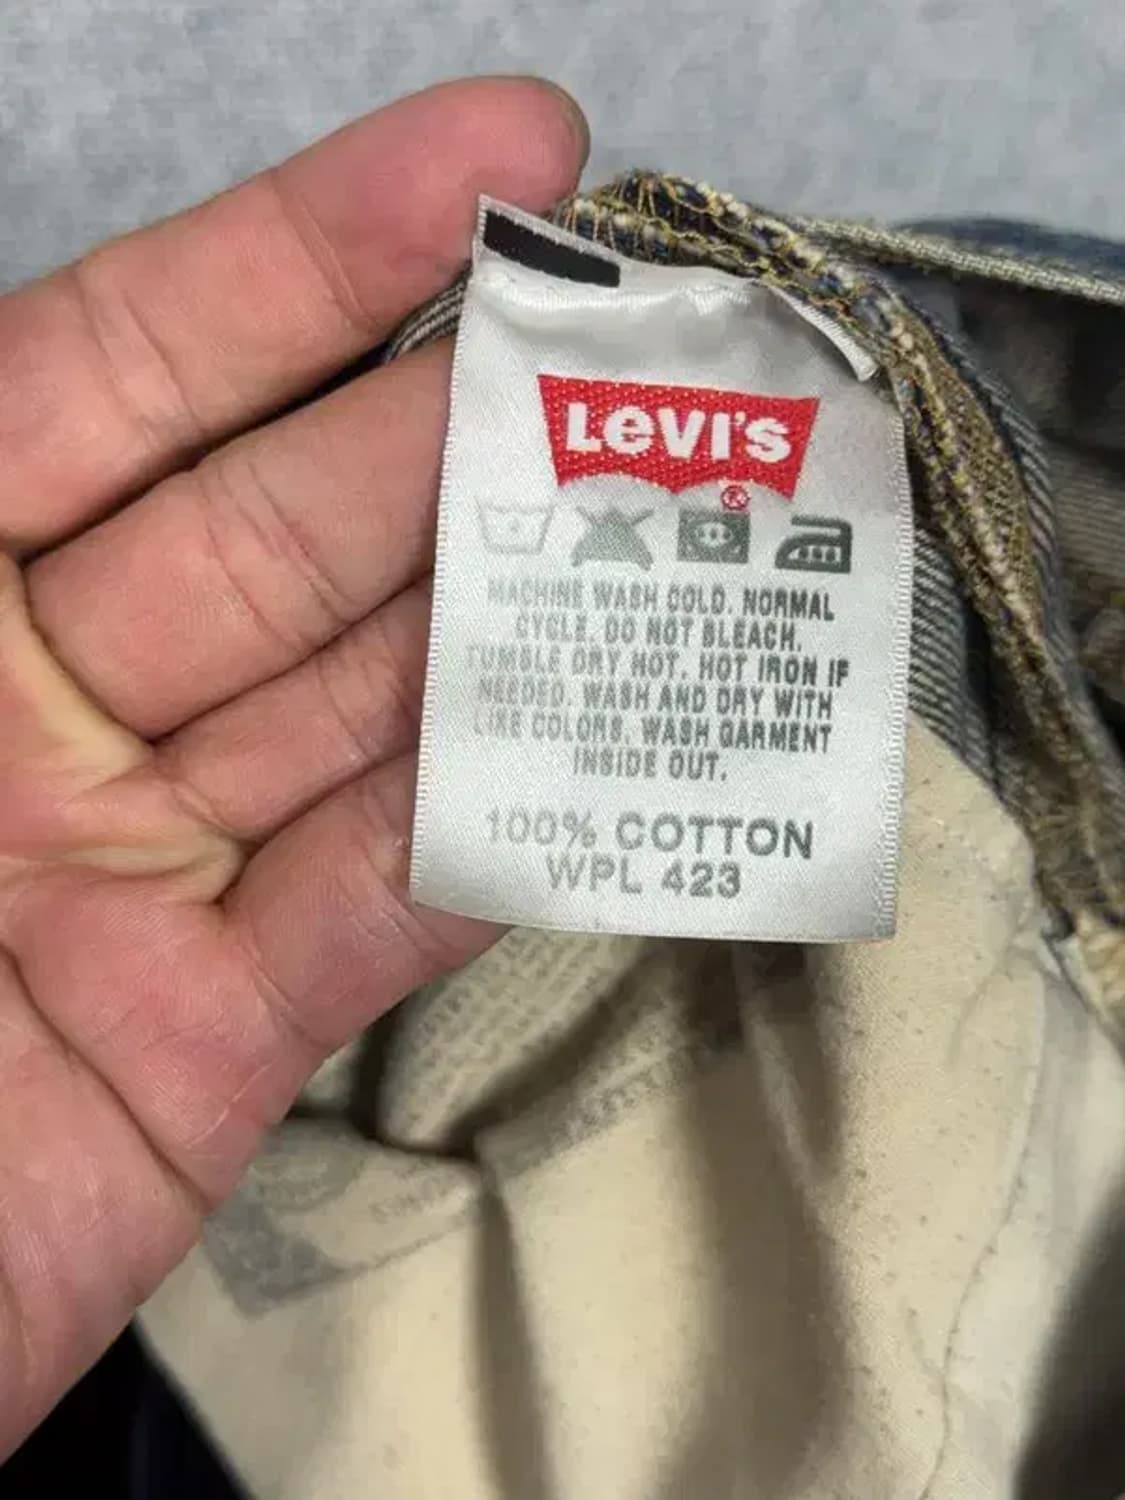 LEVI'S
®
MACHINE WASH COLD. NORMAL
CYCLE. DO NOT BLEACH.
TUMBLE DRY HOT. HOT IRON IF
NEEDED. WASH AND DRY WITH
LIKE COLORS. WASH GARMENT
INSIDE OUT.
100% COTTON
WPL 423